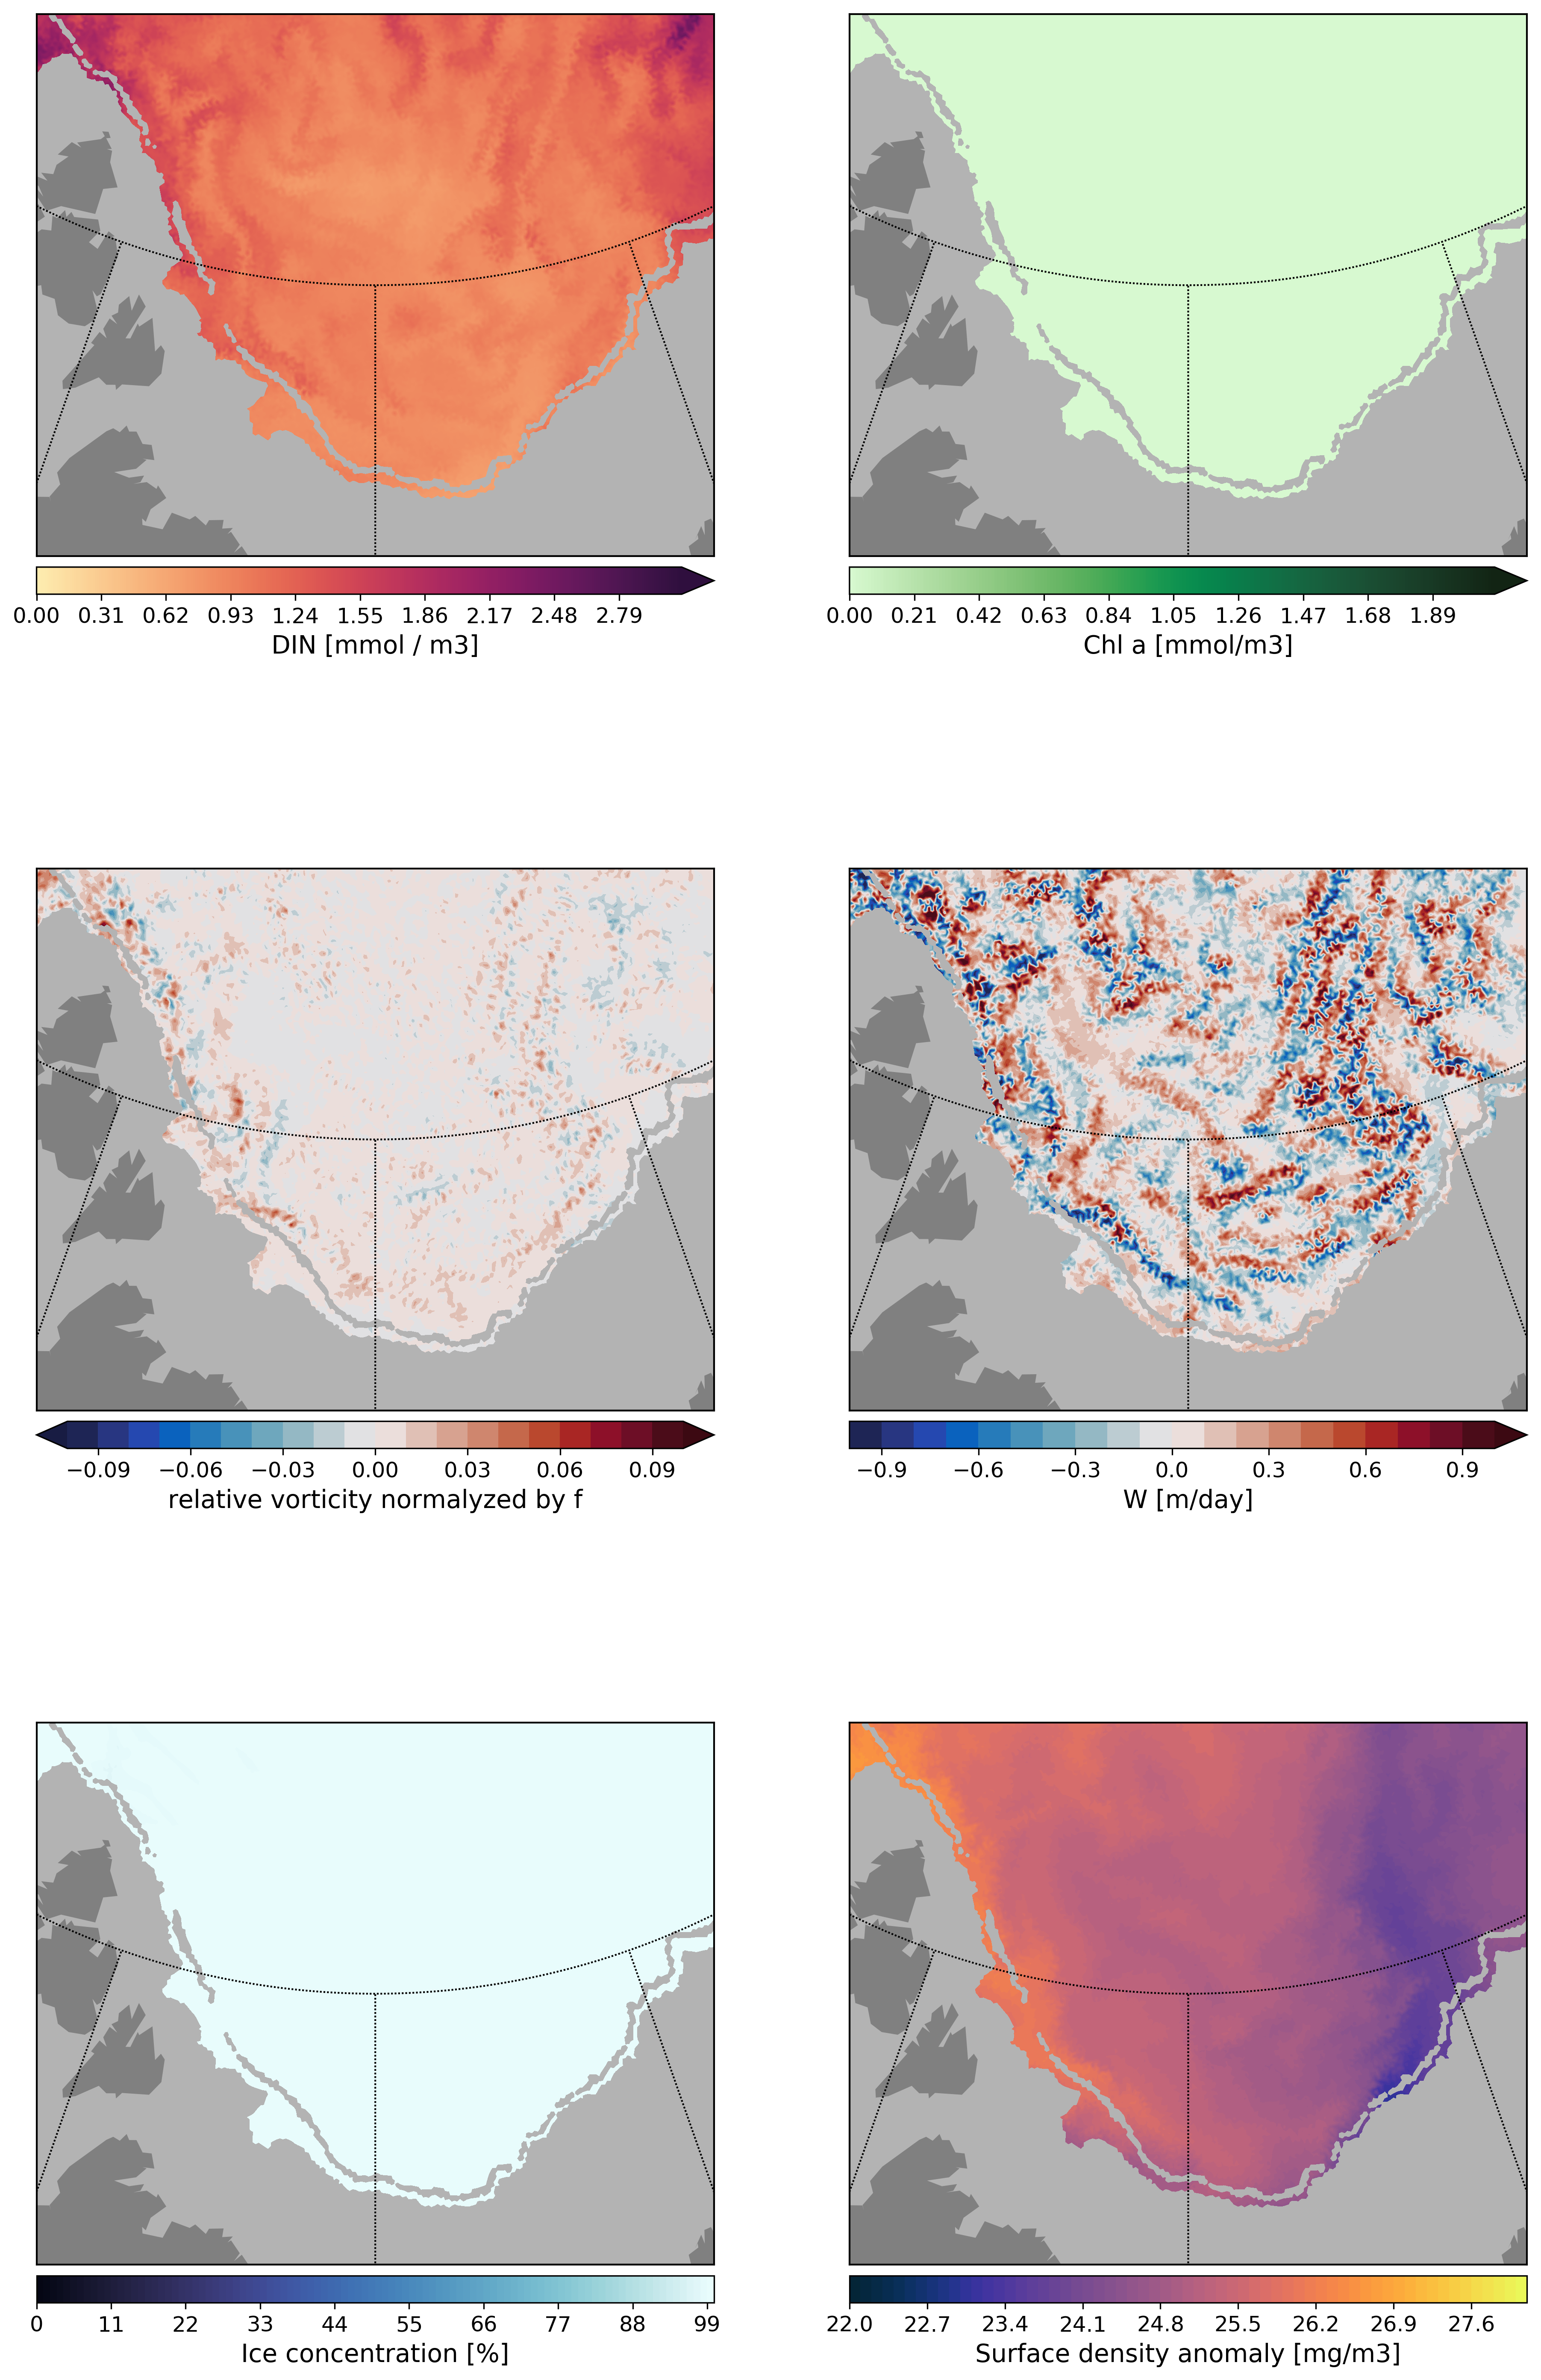 0.00 0.31 0.62 0.93 1.24 1.55 1.86 2.17 2.48 2.79
DIN [mmol / m3]
0.00 0.21 0.42 0.63 0.84 1.05 1.26 1.47 1.68 1.89
Chl a [mmol/m3]
−0.09 −0.06 −0.03 0.00 0.03 0.06 0.09
relative vorticity normalyzed by f
−0.9 −0.6 −0.3 0.0 0.3 0.6 0.9
W [m/day]
0 11 22 33 44 55 66 77 88 99
Ice concentration [%]
22.0 22.7 23.4 24.1 24.8 25.5 26.2 26.9 27.6
Surface density anomaly [mg/m3]